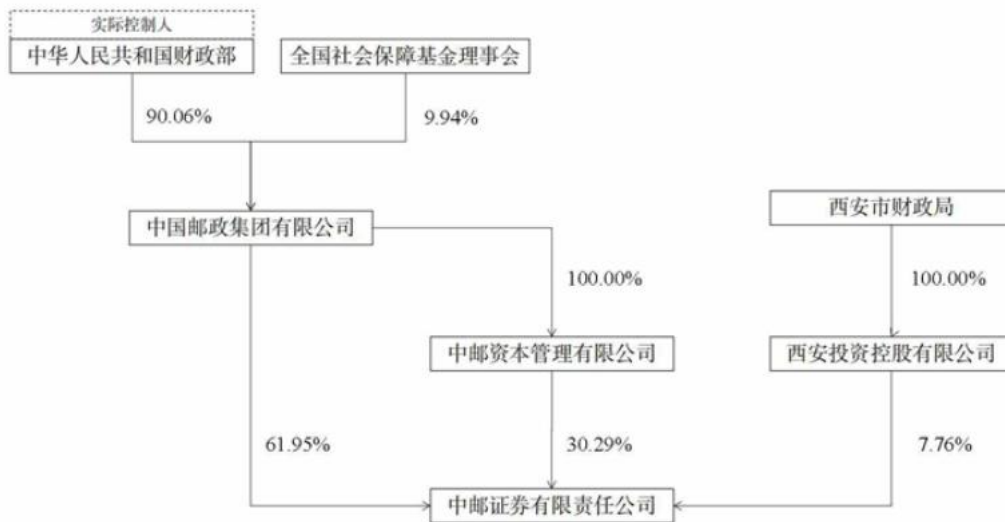 实际控制人
中华人民共和国财政部
全国社会保障基金理事会
90.06%
9.94%
中国邮政集团有限公司
西安市财政局
100.00%
100.00%
中邮资本管理有限公司
西安投资控股有限公司
61.95%
30.29%
7.76%
中邮证券有限责任公司